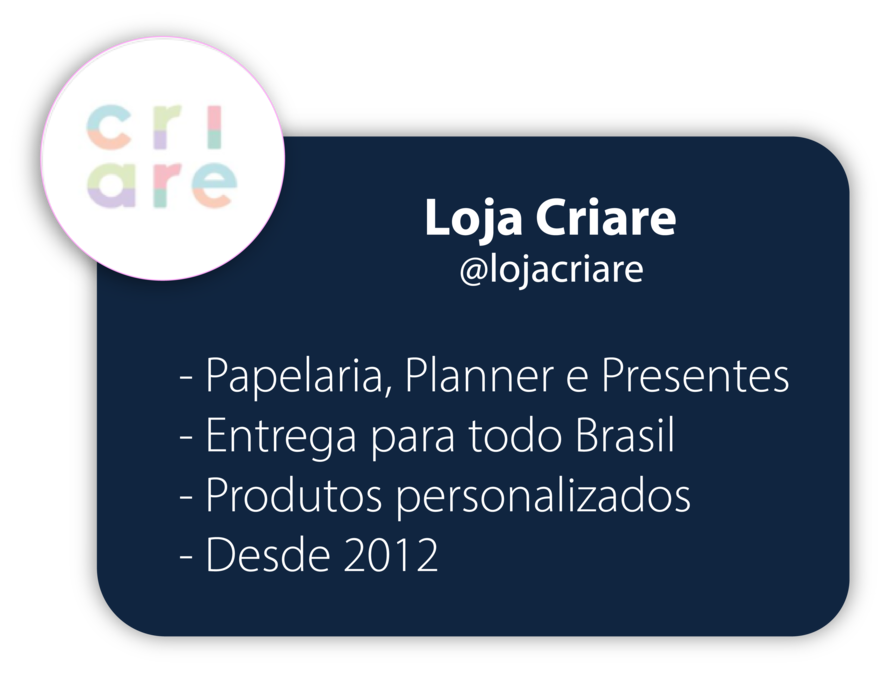 cri
are
Loja Criare
@lojacriare
- Papelaria, Planner e Presentes
- Entrega para todo Brasil
- Produtos personalizados
- Desde 2012